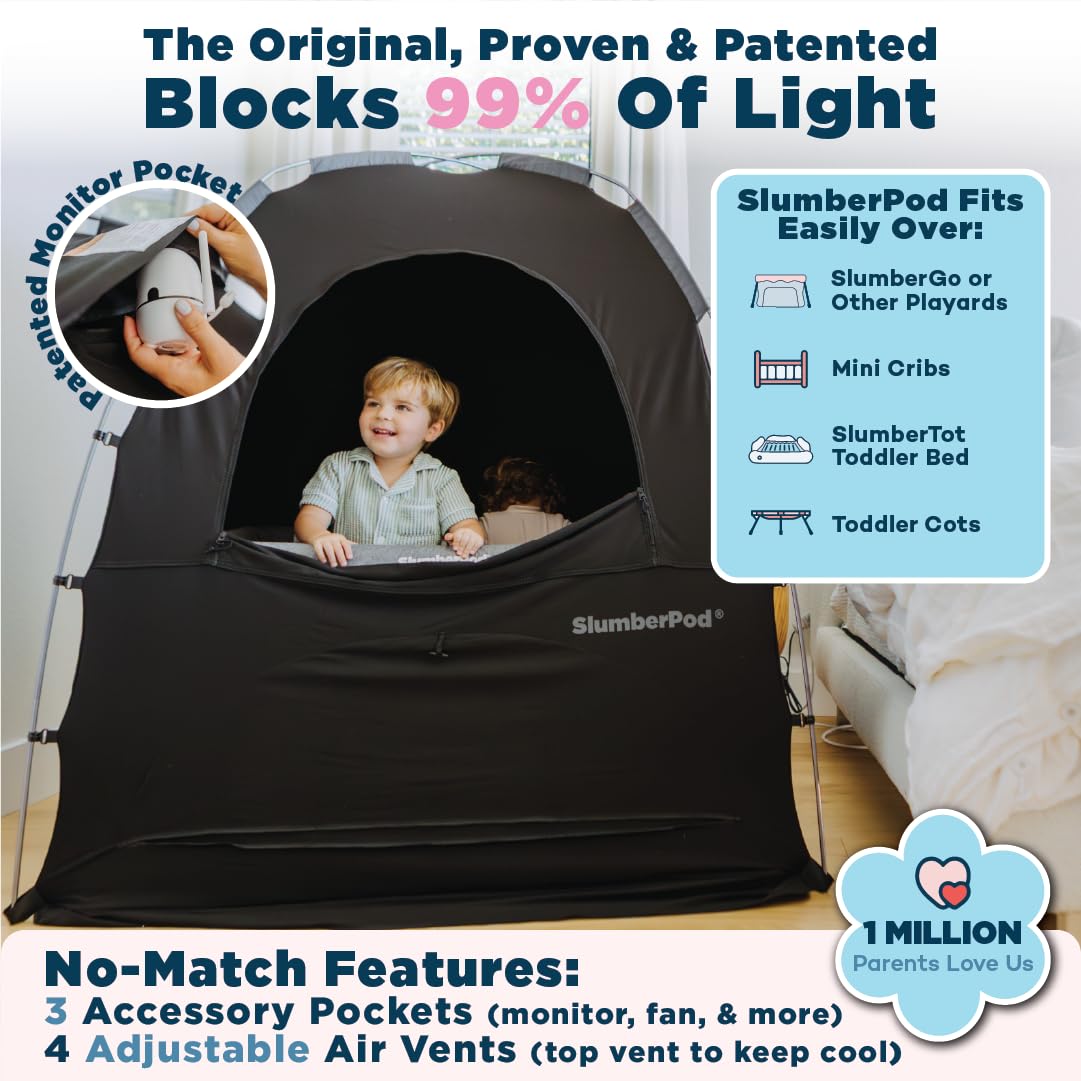 The Original, Proven & Patented
Blocks 99% Of Light
Patented Monitor Pocket
SlumberPod Fits
Easily Over:
SlumberGo or
Other Playards
Mini Cribs
SlumberTot
Toddler Bed
Toddler Cots
SlumberPod
SlumberPod®
1 MILLION
Parents Love Us
No-Match Features:
3 Accessory Pockets (monitor, fan, & more)
4 Adjustable Air Vents (top vent to keep cool)